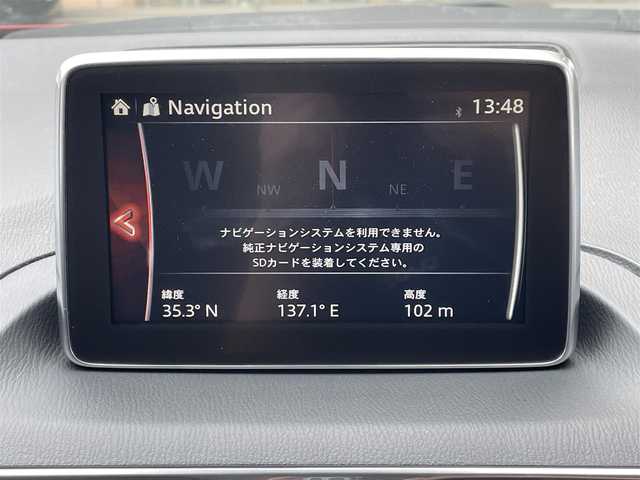 Navigation 13:48
W NW N NE E
ナビゲーションシステムを利用できません。
純正ナビゲーションシステム専用の
SDカードを装着してください。
緯度 経度 高度
35.3° N 137.1° E 102 m